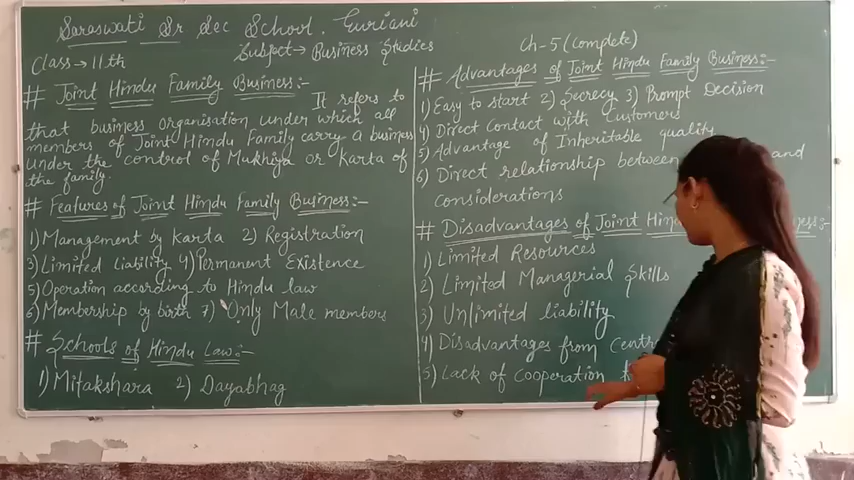 Saraswati Sr Sec School. Guriani
Class → 11th
Subject → Business Studies
Ch-5 (Complete)
# Joint Hindu Family Business:-
It refers to
that business organisation under which all
members of Joint Hindu Family carry a business
under the control of Mukhiya or Karta of
the family.
# Features of Joint Hindu Family Business:-
1) Management by Karta 2) Registration
3) Limited liability 4) Permanent Existence
5) Operation according to Hindu law
6) Membership by birth 7) Only Male members
# Schools of Hindu Law:-
1) Mitakshara 2) Dayabhag
# Advantages of Joint Hindu Family Business:-
1) Easy to start 2) Secrecy 3) Prompt Decision
4) Direct Contact with Customers
5) Advantage of Inheritable quality
6) Direct relationship between and
considerations
# Disadvantages of Joint
1) Limited Resources
2) Limited Managerial Skills
3) Unlimited liability
4) Disadvantages from
5) Lack of Cooperation